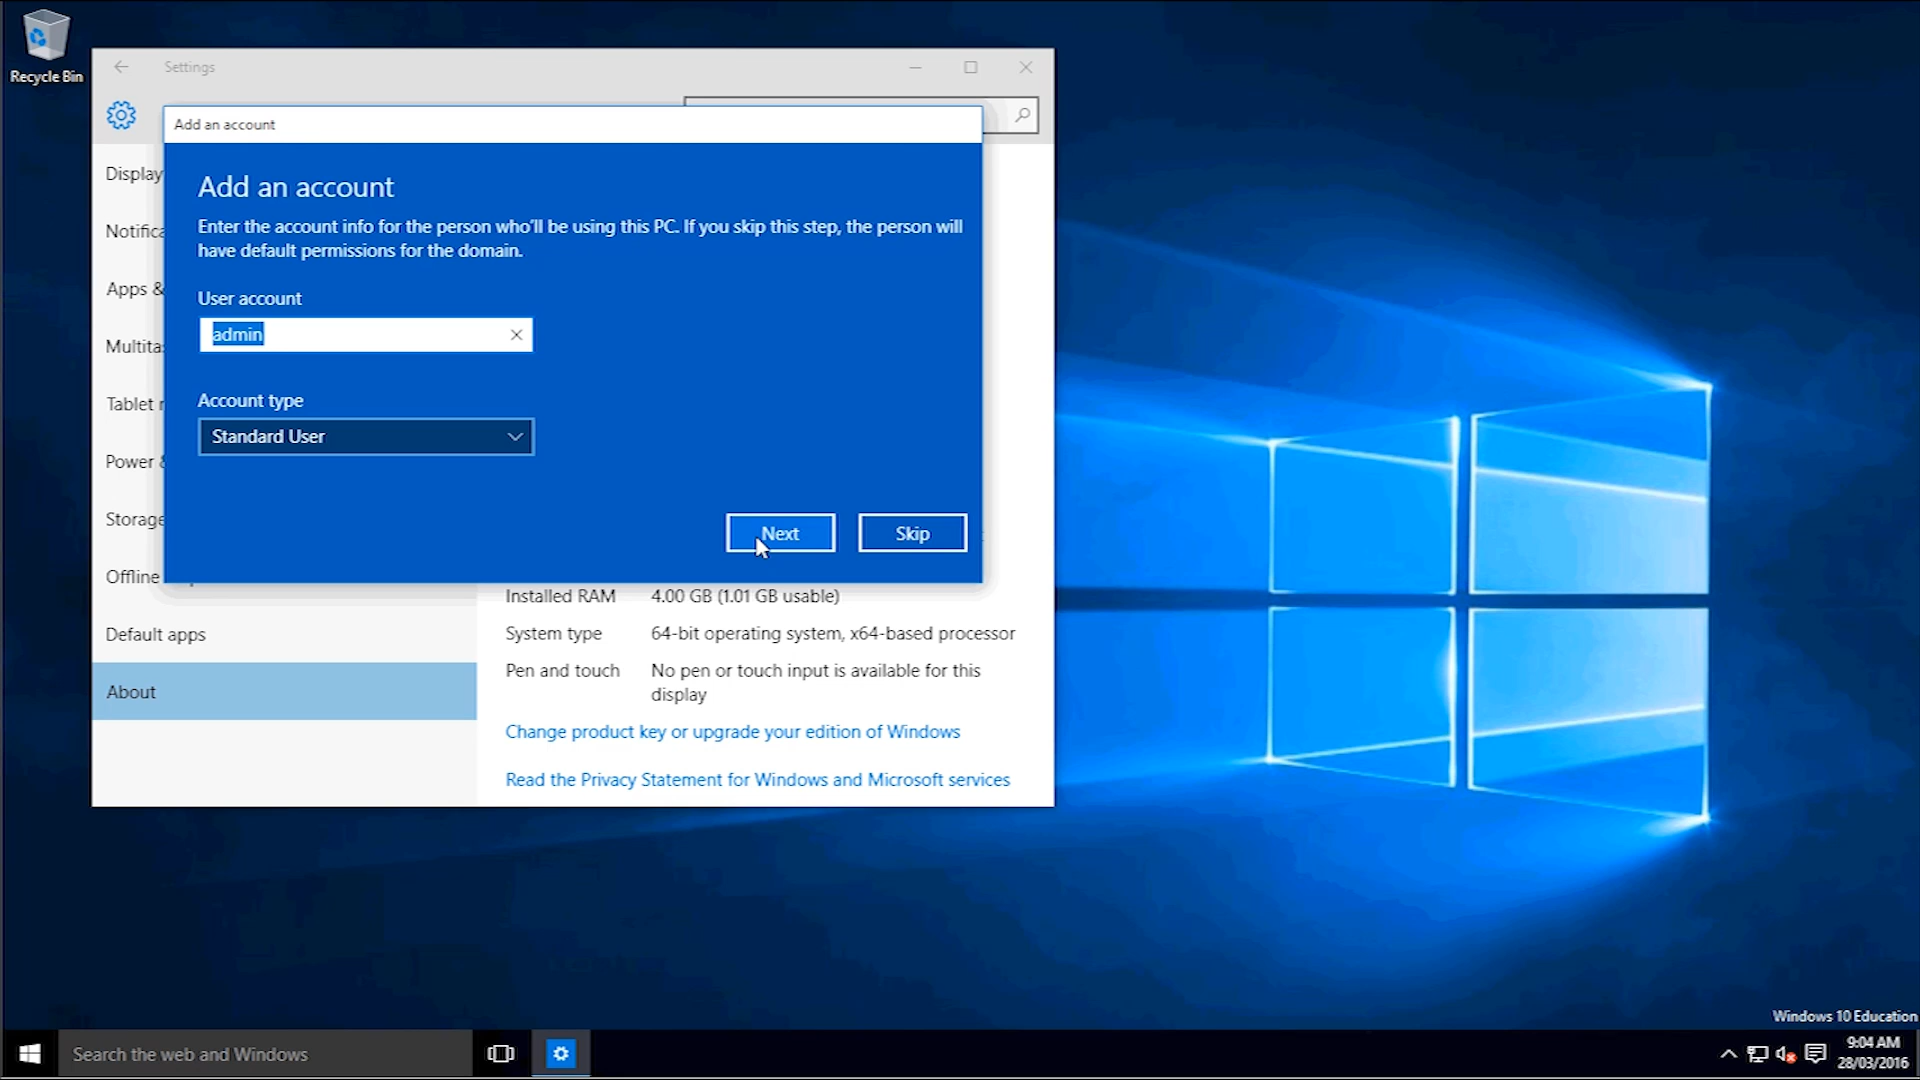 Recycle Bin
Settings
Add an account
Add an account
Enter the account info for the person who'll be using this PC. If you skip this step, the person will
have default permissions for the domain.
User account
admin
Account type
Standard User
Next
Skip
Display
Notifica
Apps &
Multita
Tablet
Power &
Storage
Offline
Default apps
About
Installed RAM 4.00 GB (1.01 GB usable)
System type 64-bit operating system, x64-based processor
Pen and touch No pen or touch input is available for this
display
Change product key or upgrade your edition of Windows
Read the Privacy Statement for Windows and Microsoft services
Windows 10 Education
Search the web and Windows
9:04 AM
28/03/2016